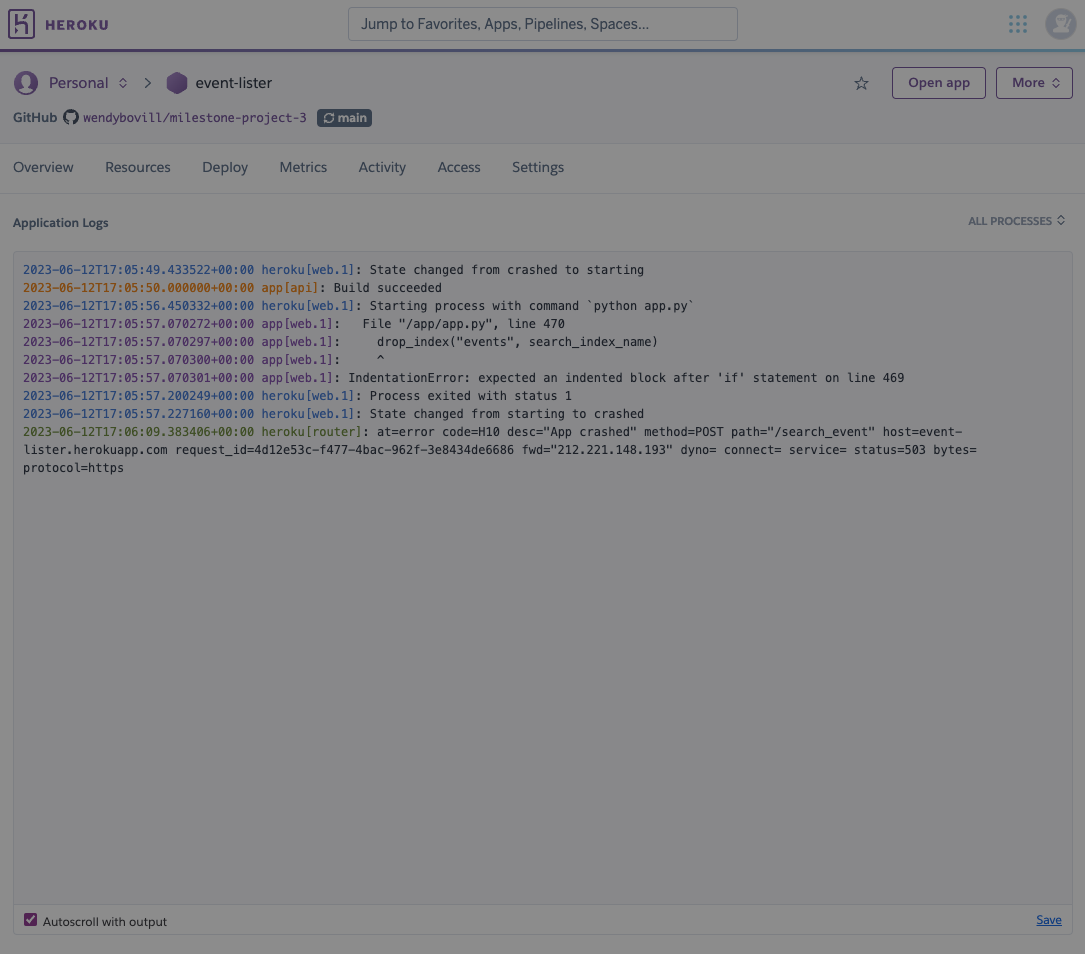 HEROKU
Jump to Favorites, Apps, Pipelines, Spaces...
Personal event-lister
Open app
More
GitHub wendybovill/milestone-project-3 main
Overview Resources Deploy Metrics Activity Access Settings
Application Logs
ALL PROCESSES
2023-06-12T17:05:49.433522+00:00 heroku[web.1]: State changed from crashed to starting
2023-06-12T17:05:50.000000+00:00 app[api]: Build succeeded
2023-06-12T17:05:56.450332+00:00 heroku[web.1]: Starting process with command `python app.py`
2023-06-12T17:05:57.070272+00:00 app[web.1]:   File "/app/app.py", line 470
2023-06-12T17:05:57.070297+00:00 app[web.1]:     drop_index("events", search_index_name)
2023-06-12T17:05:57.070300+00:00 app[web.1]:     ^
2023-06-12T17:05:57.070301+00:00 app[web.1]: IndentationError: expected an indented block after 'if' statement on line 469
2023-06-12T17:05:57.200249+00:00 heroku[web.1]: Process exited with status 1
2023-06-12T17:05:57.227160+00:00 heroku[web.1]: State changed from starting to crashed
2023-06-12T17:06:09.383406+00:00 heroku[router]: at=error code=H10 desc="App crashed" method=POST path="/search_event" host=event-
lister.herokuapp.com request_id=4d12e53c-f477-4bac-962f-3e8434de6686 fwd="212.221.148.193" dyno= connect= service= status=503 bytes=
protocol=https
Autoscroll with output
Save